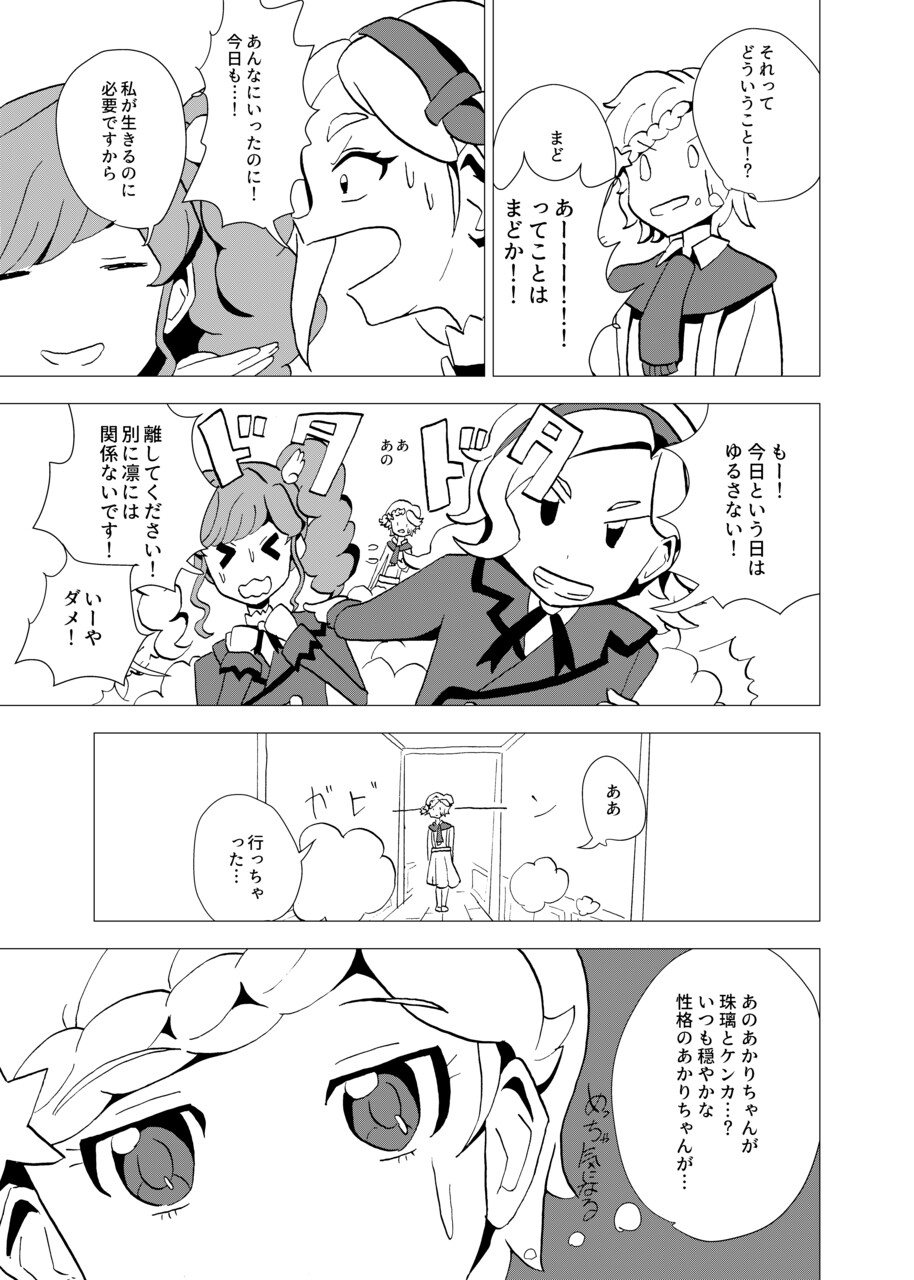 それって
どういうこと！？
まど
あーーー！！！
ってことは
まどか！！
あんなにいったのに！
今日も…！
私が生きるのに
必要ですから
もー！
今日という日は
ゆるさない！
ドタ
ドタ
あ
あの
離してください！
別に凛には
関係ないです！
いーや
ダメ！
ああ
ガビーン
行っちゃ
った…
あのあかりちゃんが
珠璃とケンカ…？
いつも穏やかな
性格のあかりちゃんが…
めっちゃ気になる